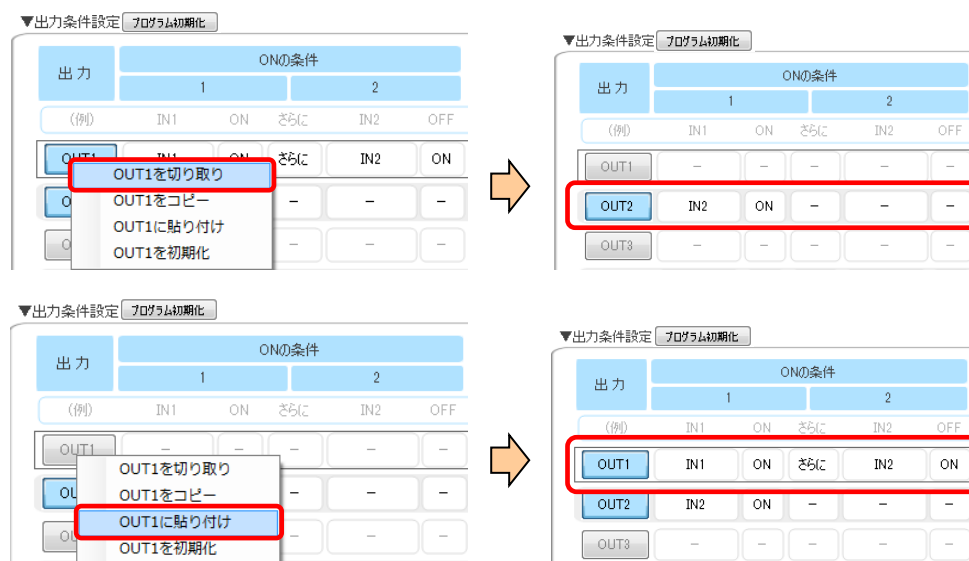 ▼出力条件設定 プログラム初期化
出力 ONの条件
1 2
(例) IN1 ON さらに IN2 OFF
OUT1 IN1 ON さらに IN2 ON
OUT1を切り取り
OUT1をコピー - - -
OUT1に貼り付け
OUT1を初期化 - - -
▼出力条件設定 プログラム初期化
出力 ONの条件
1 2
(例) IN1 ON さらに IN2 OFF
OUT1 - - - - -
OUT2 IN2 ON - - -
OUT3 - - - - -
▼出力条件設定 プログラム初期化
出力 ONの条件
1 2
(例) IN1 ON さらに IN2 OFF
OUT1 - - - - -
OUT1を切り取り
OUT1をコピー - - -
OUT1に貼り付け
OUT1を初期化 - - -
▼出力条件設定 プログラム初期化
出力 ONの条件
1 2
(例) IN1 ON さらに IN2 OFF
OUT1 IN1 ON さらに IN2 ON
OUT2 IN2 ON - - -
OUT3 - - - - -